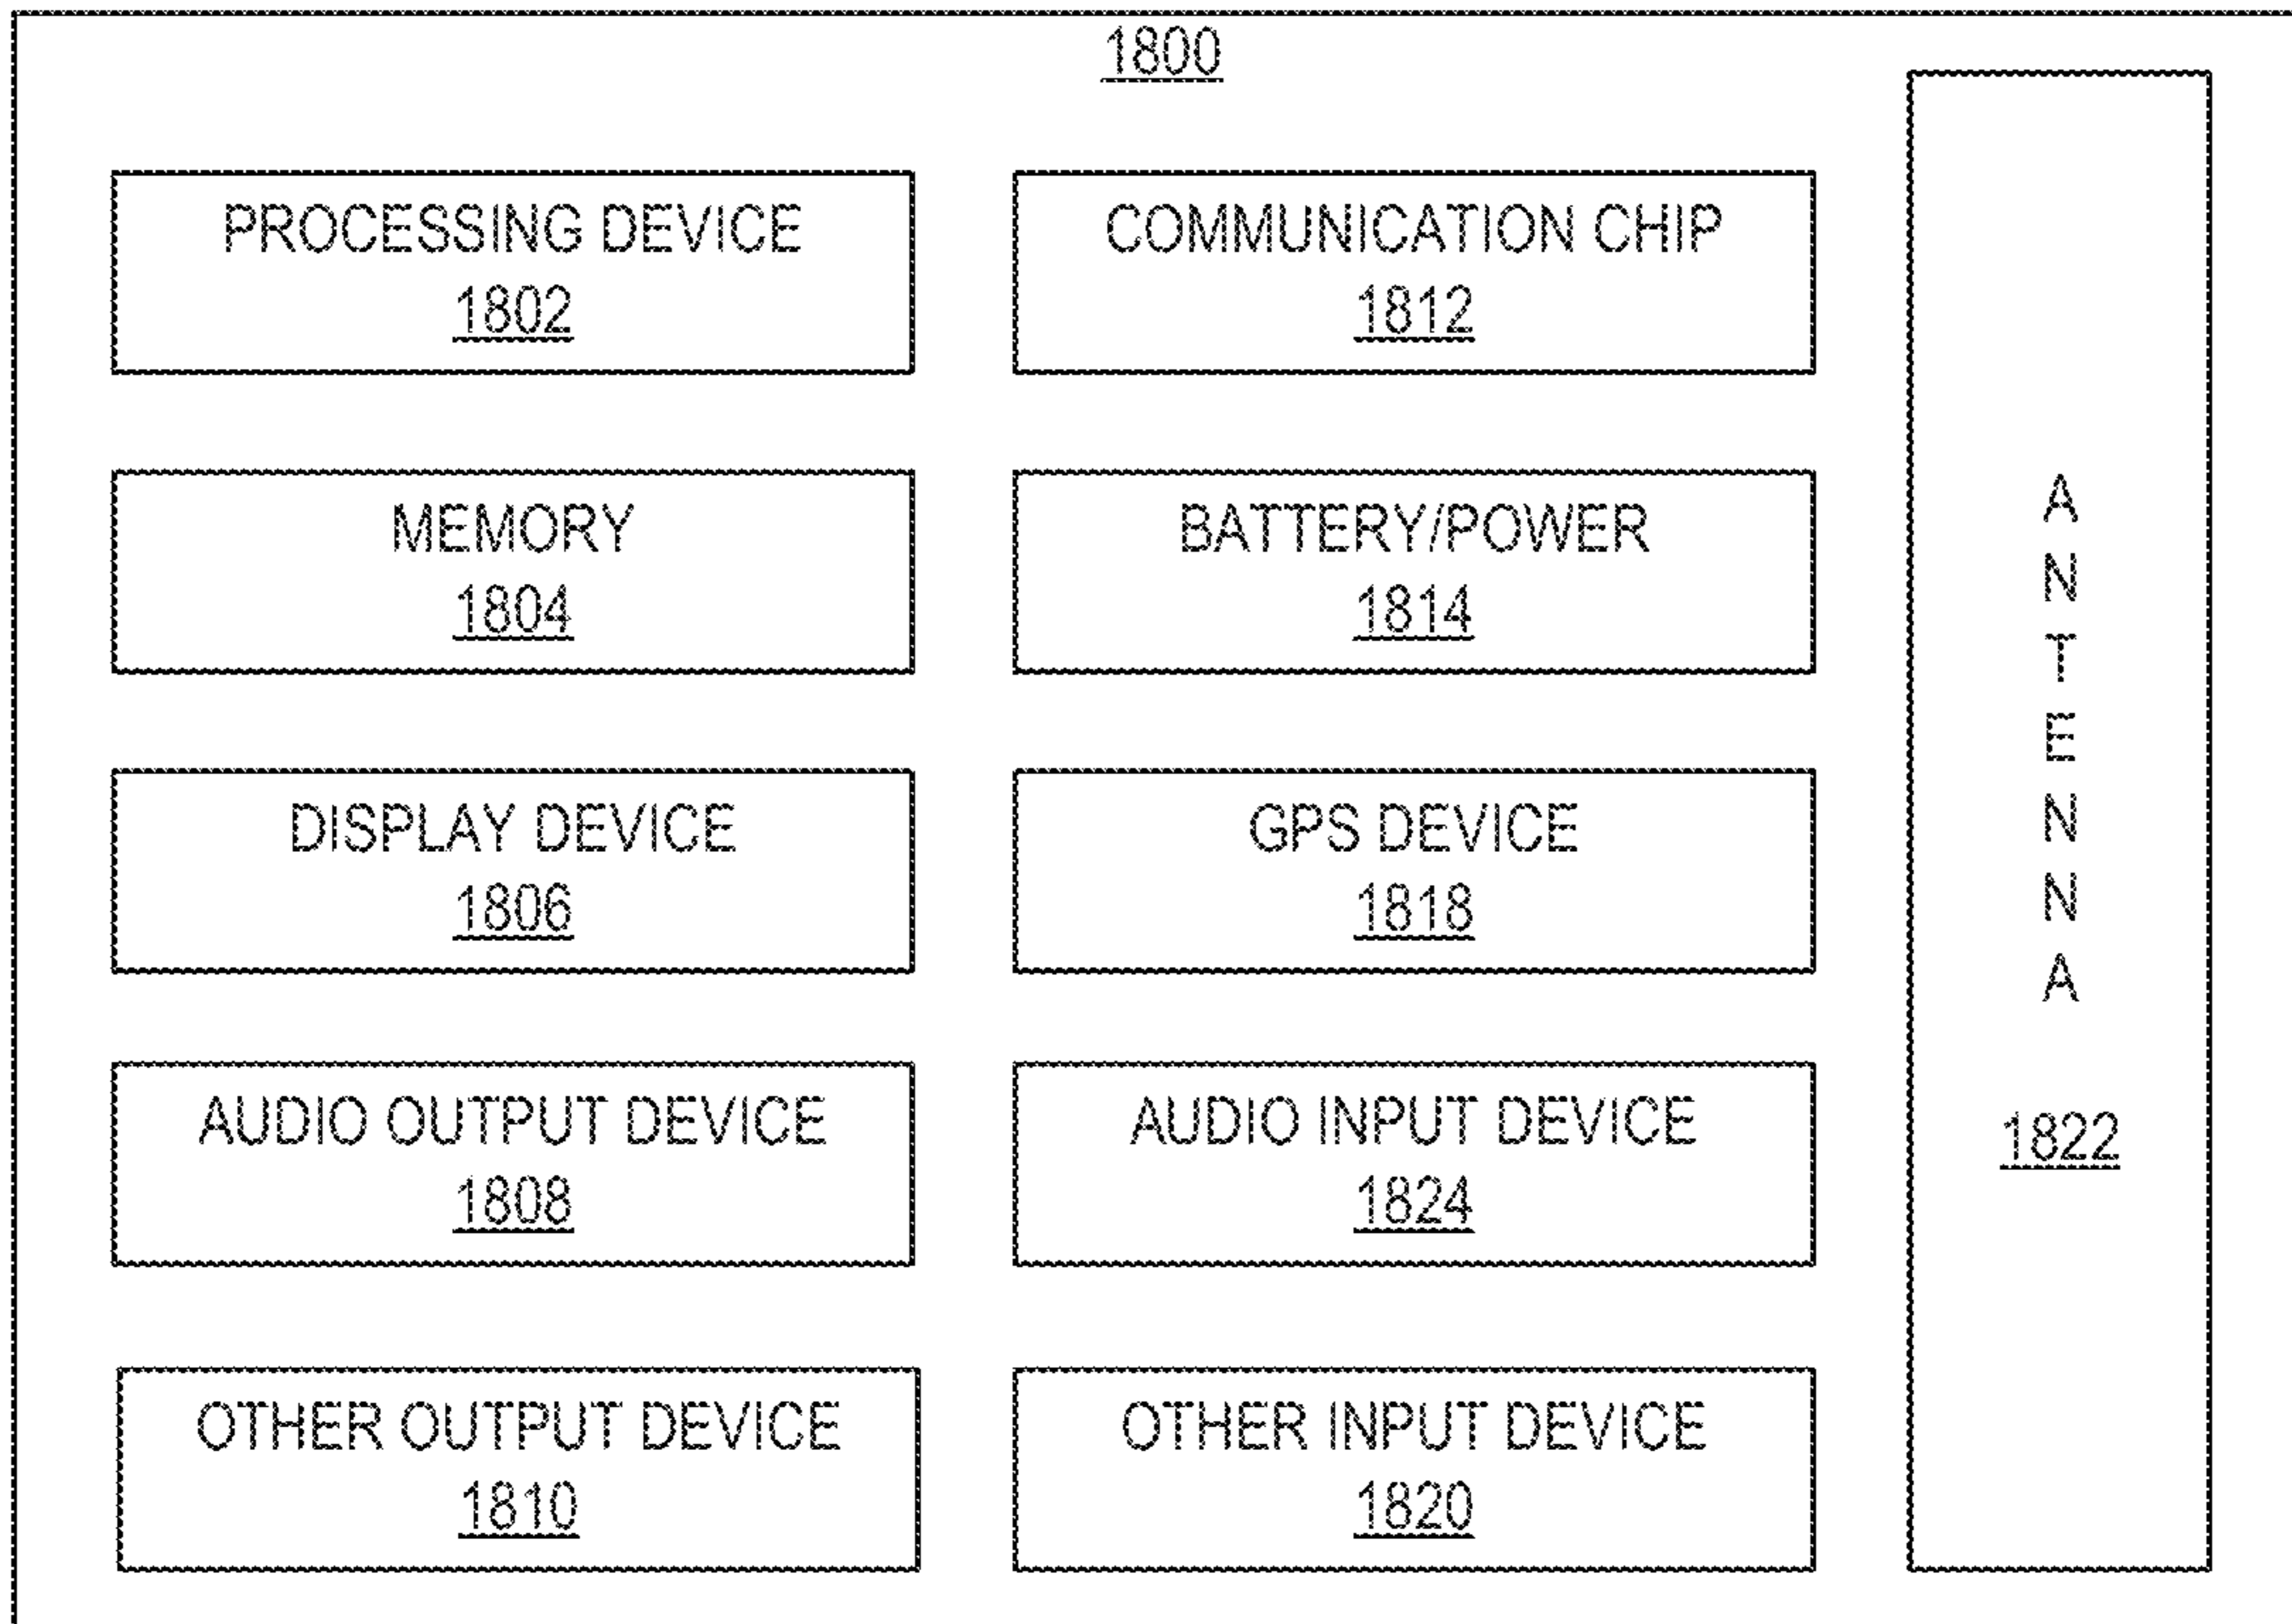 1800
PROCESSING DEVICE
1802
COMMUNICATION CHIP
1812
MEMORY
1804
BATTERY/POWER
1814
DISPLAY DEVICE
1806
GPS DEVICE
1818
AUDIO OUTPUT DEVICE
1808
AUDIO INPUT DEVICE
1824
OTHER OUTPUT DEVICE
1810
OTHER INPUT DEVICE
1820
ANTENNA
1822